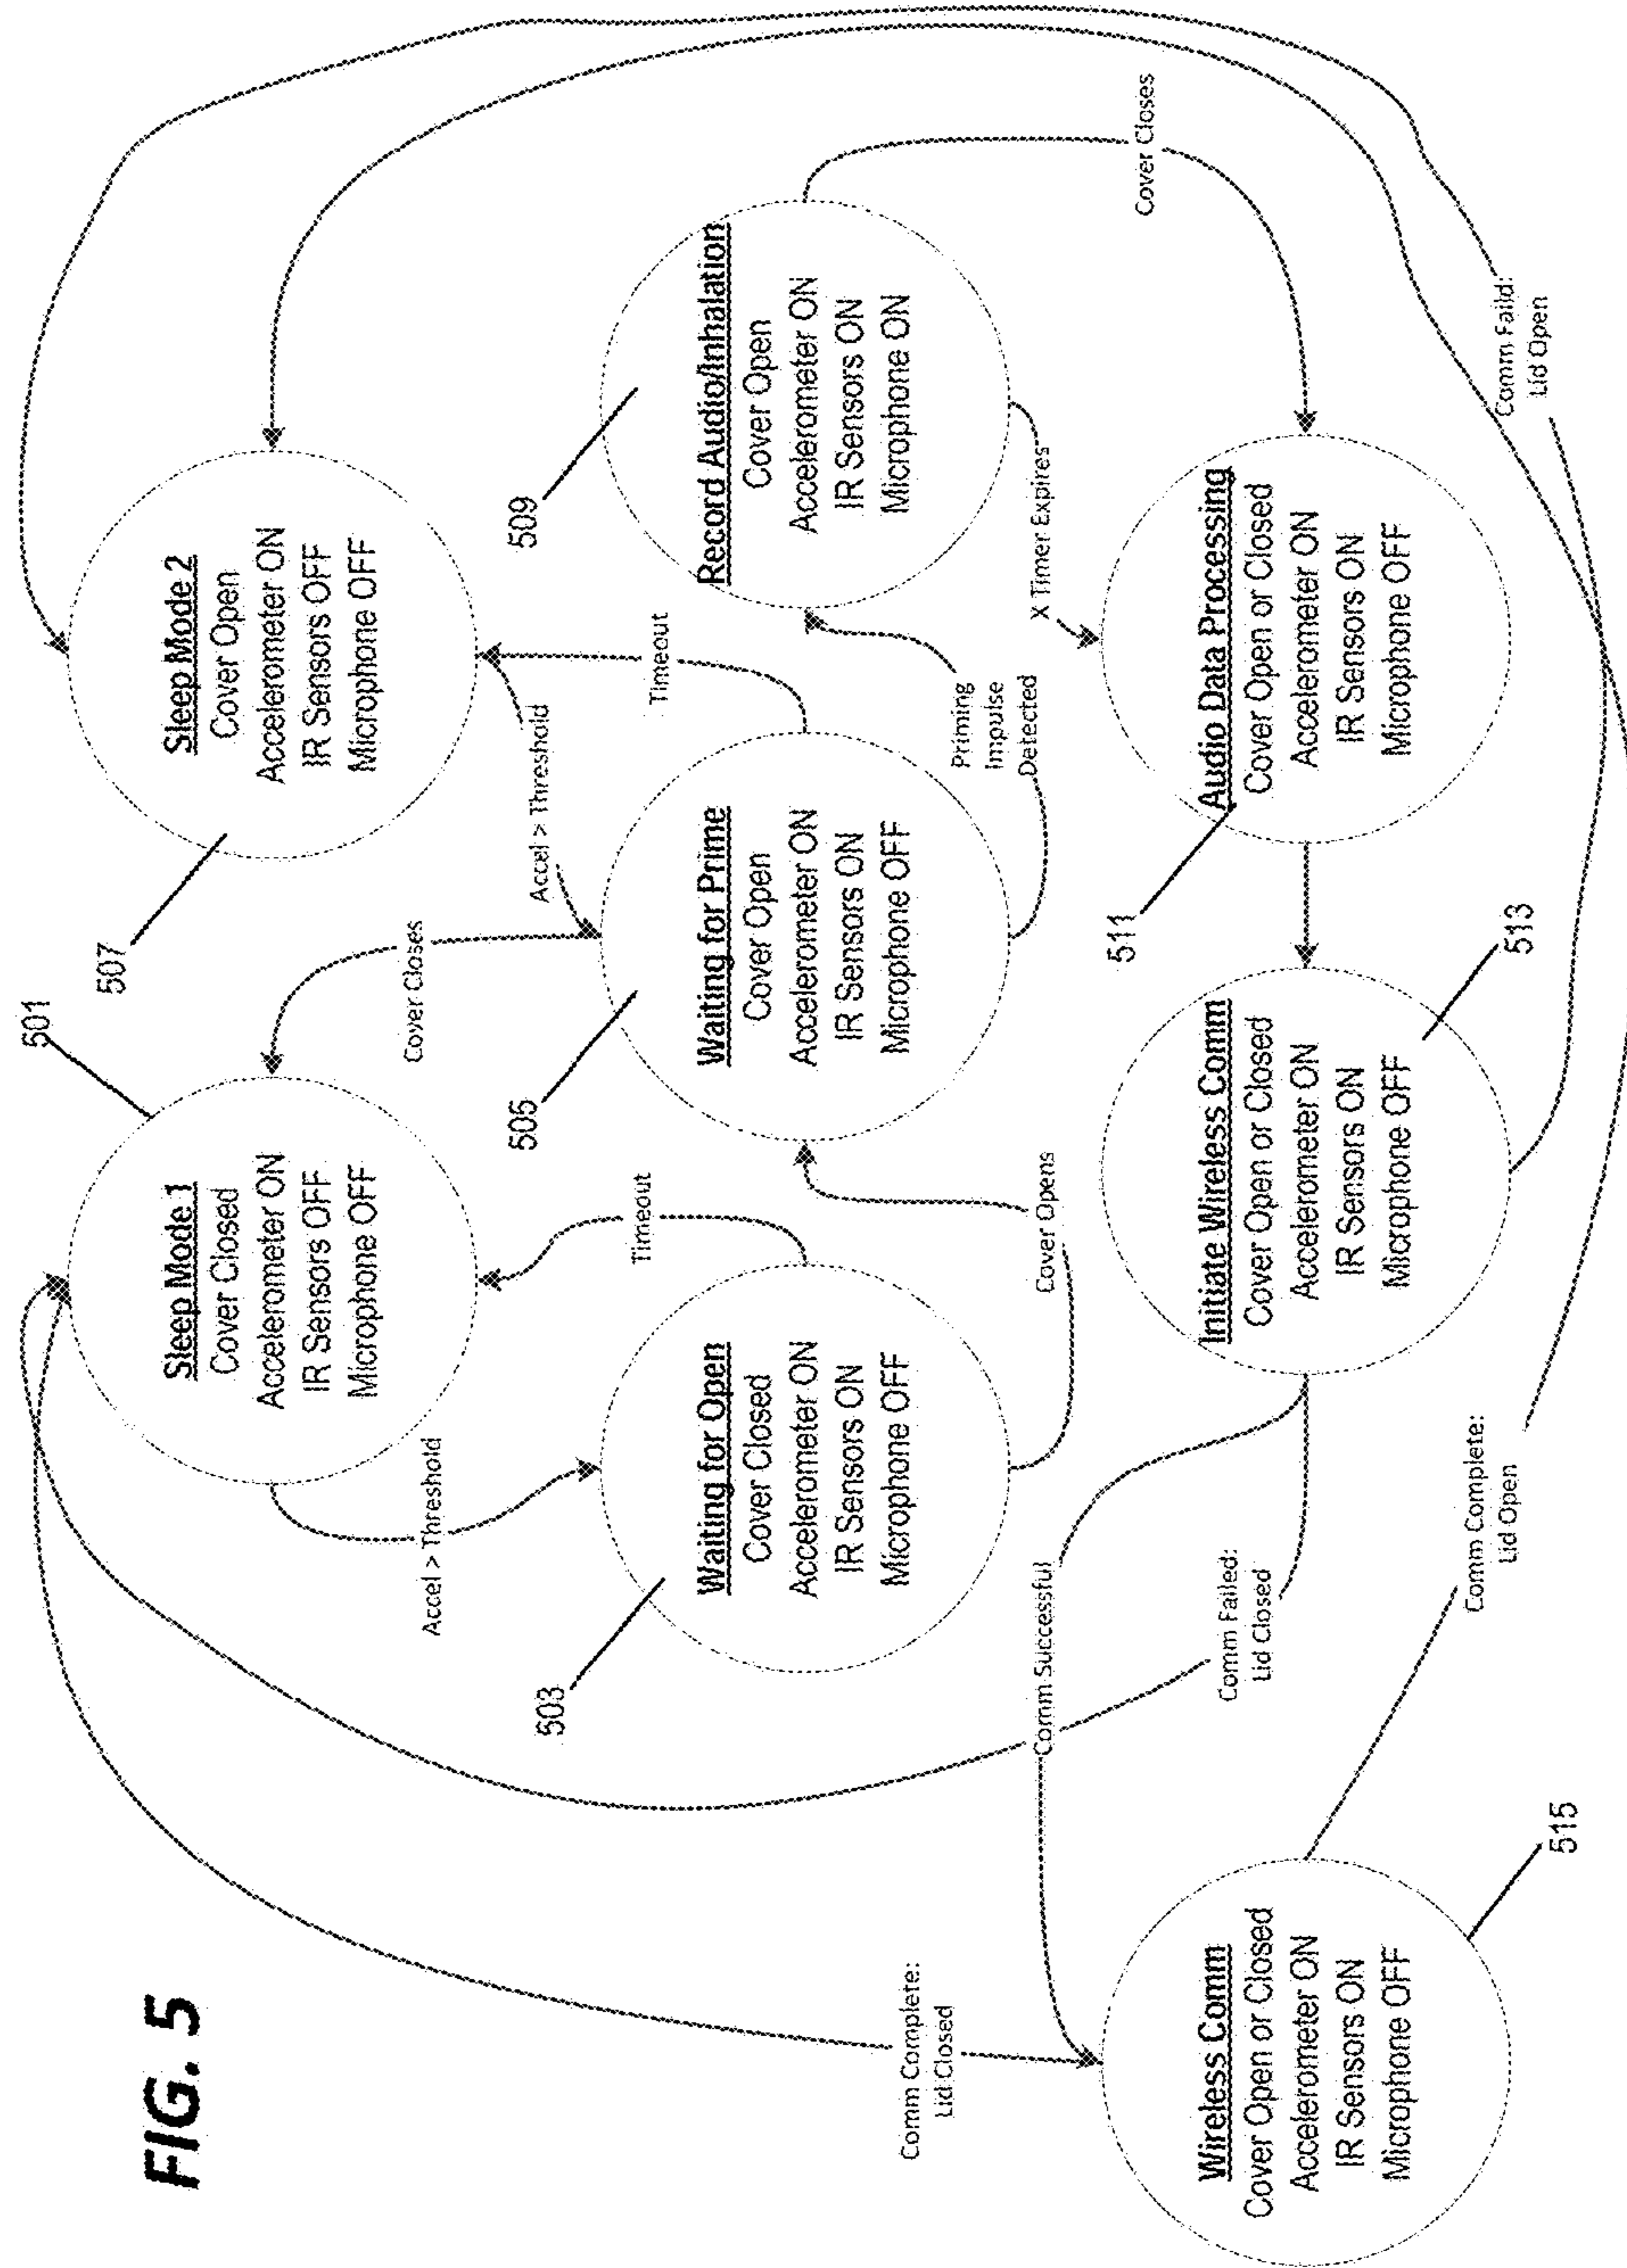 FIG. 5
501
Sleep Mode 1
Cover Closed
Accelerometer ON
IR Sensors OFF
Microphone OFF
507
Sleep Mode 2
Cover Open
Accelerometer ON
IR Sensors OFF
Microphone OFF
Accel > Threshold
Timeout
Cover Closes
Accel > Threshold
Timeout
503
Waiting for Open
Cover Closed
Accelerometer ON
IR Sensors ON
Microphone OFF
505
Waiting for Prime
Cover Open
Accelerometer ON
IR Sensors ON
Microphone OFF
509
Record Audio/Inhalation
Cover Open
Accelerometer ON
IR Sensors ON
Microphone ON
Comm Complete:
Lid Closed
Comm Successful
Cover Opens
Priming
Impulse
Detected
X Timer Expires
Cover Closes
Comm Failed:
Lid Closed
Wireless Comm
Cover Open or Closed
Accelerometer ON
IR Sensors ON
Microphone OFF
515
Initiate Wireless Comm
Cover Open or Closed
Accelerometer ON
IR Sensors ON
Microphone OFF
513
511
Audio Data Processing
Cover Open or Closed
Accelerometer ON
IR Sensors ON
Microphone OFF
Comm Complete:
Lid Open
Comm Faild:
Lid Open